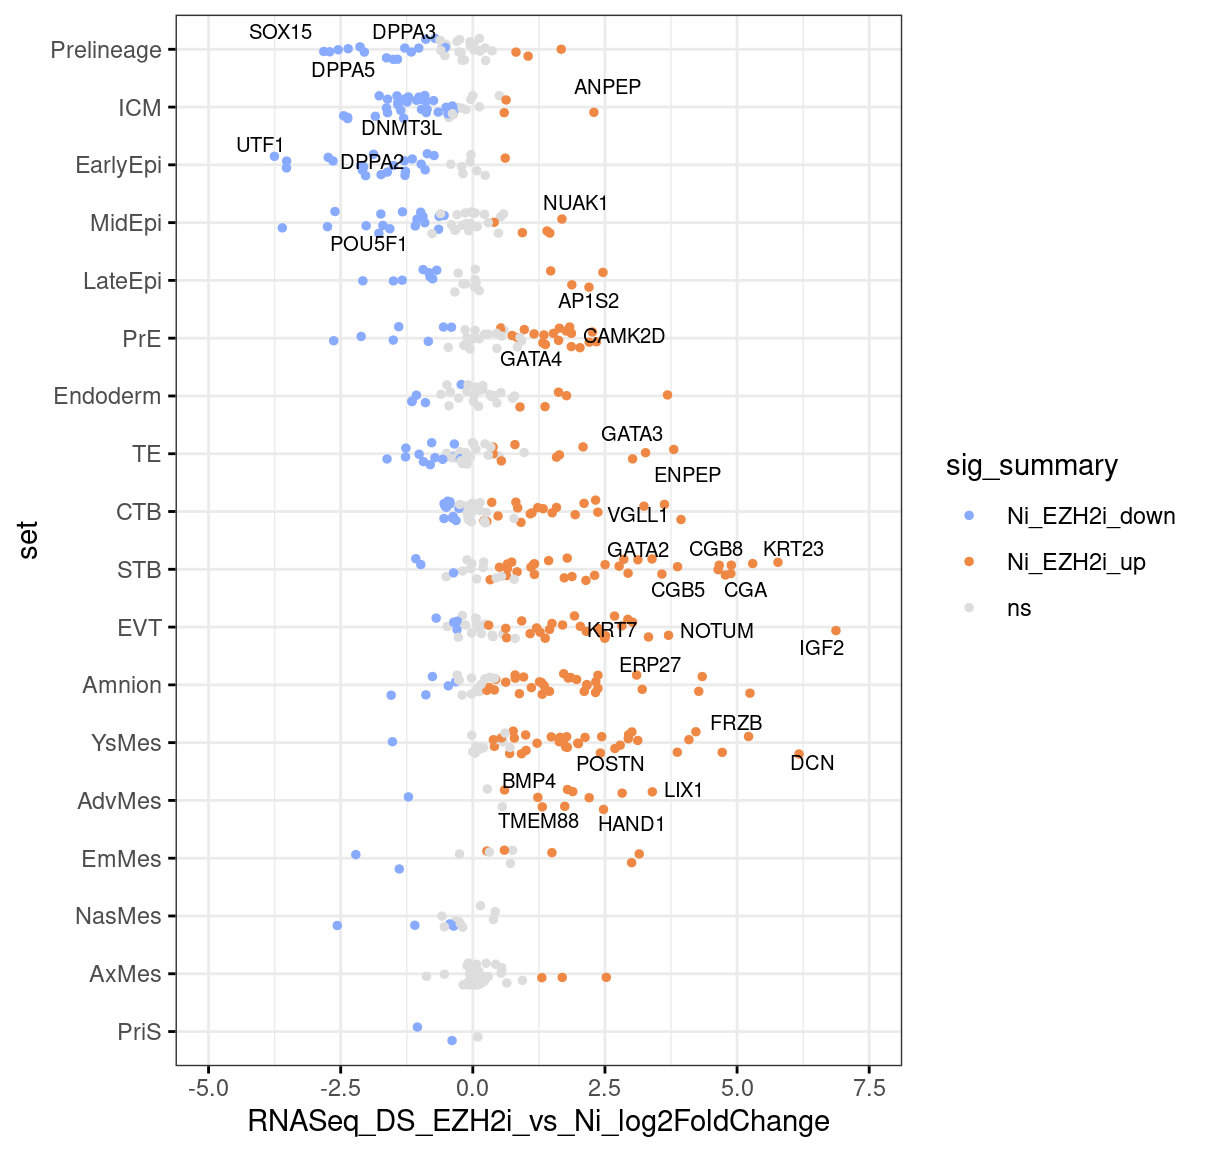 SOX15 DPPA3
Prelineage
DPPA5
ANPEP
ICM
DNMT3L
UTF1
EarlyEpi DPPA2
NUAK1
MidEpi
POU5F1
LateEpi
AP1S2
PrE CAMK2D
GATA4
Endoderm
GATA3
TE
ENPEP
CTB VGLL1
GATA2 CGB8 KRT23
STB
CGB5 CGA
EVT KRT7 NOTUM
IGF2
ERP27
Amnion
FRZB
YsMes
POSTN DCN
BMP4 LIX1
AdvMes
TMEM88 HAND1
EmMes
NasMes
AxMes
PriS
-5.0 -2.5 0.0 2.5 5.0 7.5
RNASeq_DS_EZH2i_vs_Ni_log2FoldChange
set
sig_summary
Ni_EZH2i_down
Ni_EZH2i_up
ns